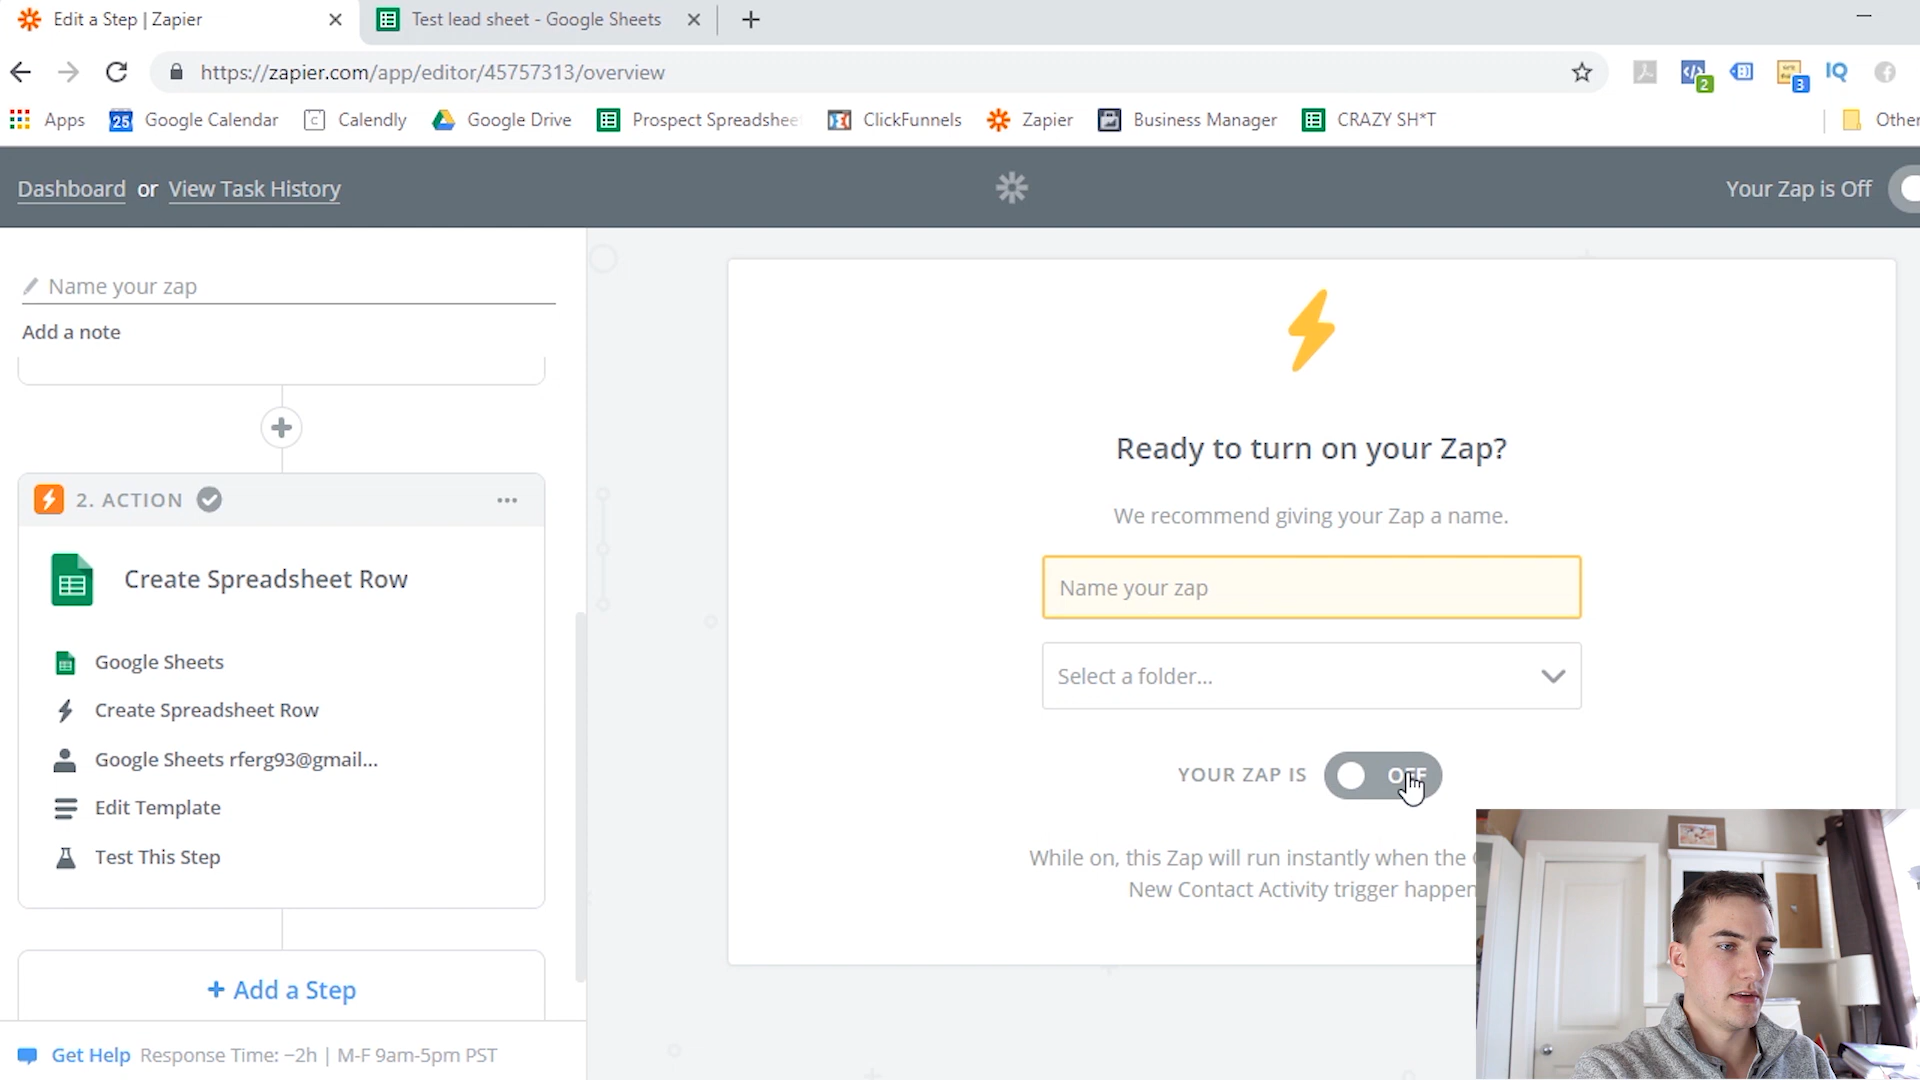 Edit a Step | Zapier
Test lead sheet - Google Sheets
https://zapier.com/app/editor/45757313/overview
2
3
IQ
Apps
25
Google Calendar
Calendly
Google Drive
Prospect Spreadshee
ClickFunnels
Zapier
Business Manager
CRAZY SH*T
Other
Dashboard or View Task History
Your Zap is Off
Name your zap
Add a note
2. ACTION
Create Spreadsheet Row
Google Sheets
Create Spreadsheet Row
Google Sheets rferg93@gmail...
Edit Template
Test This Step
+ Add a Step
Get Help Response Time: ~2h | M-F 9am-5pm PST
Ready to turn on your Zap?
We recommend giving your Zap a name.
Name your zap
Select a folder...
YOUR ZAP IS
OFF
While on, this Zap will run instantly when the
New Contact Activity trigger happen